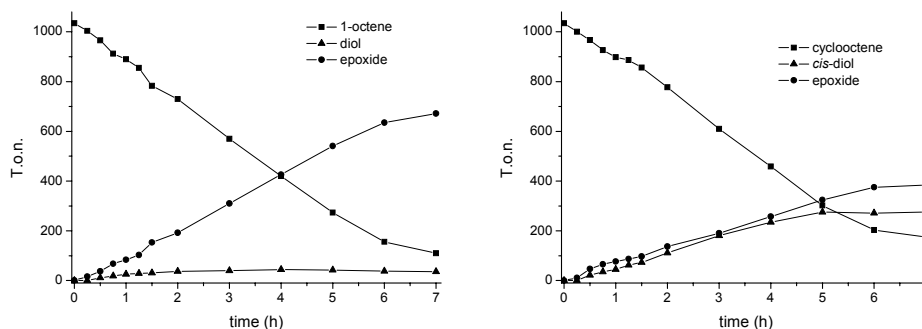 1000
800
600
400
200
0
T.o.n.
1-octene
diol
epoxide
0 1 2 3 4 5 6 7
time (h)
1000
800
600
400
200
0
T.o.n.
cyclooctene
cis-diol
epoxide
0 1 2 3 4 5 6
time (h)